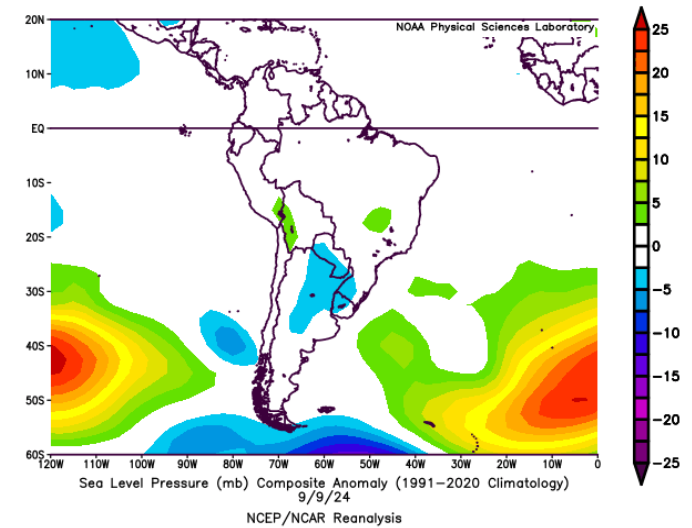 NOAA Physical Sciences Laboratory
20N
10N
EQ
10S
20S
30S
40S
50S
60S
120W 110W 100W 90W 80W 70W 60W 50W 40W 30W 20W 10W 0
25
20
15
10
5
0
-5
-10
-15
-20
-25
Sea Level Pressure (mb) Composite Anomaly (1991-2020 Climatology)
9/9/24
NCEP/NCAR Reanalysis